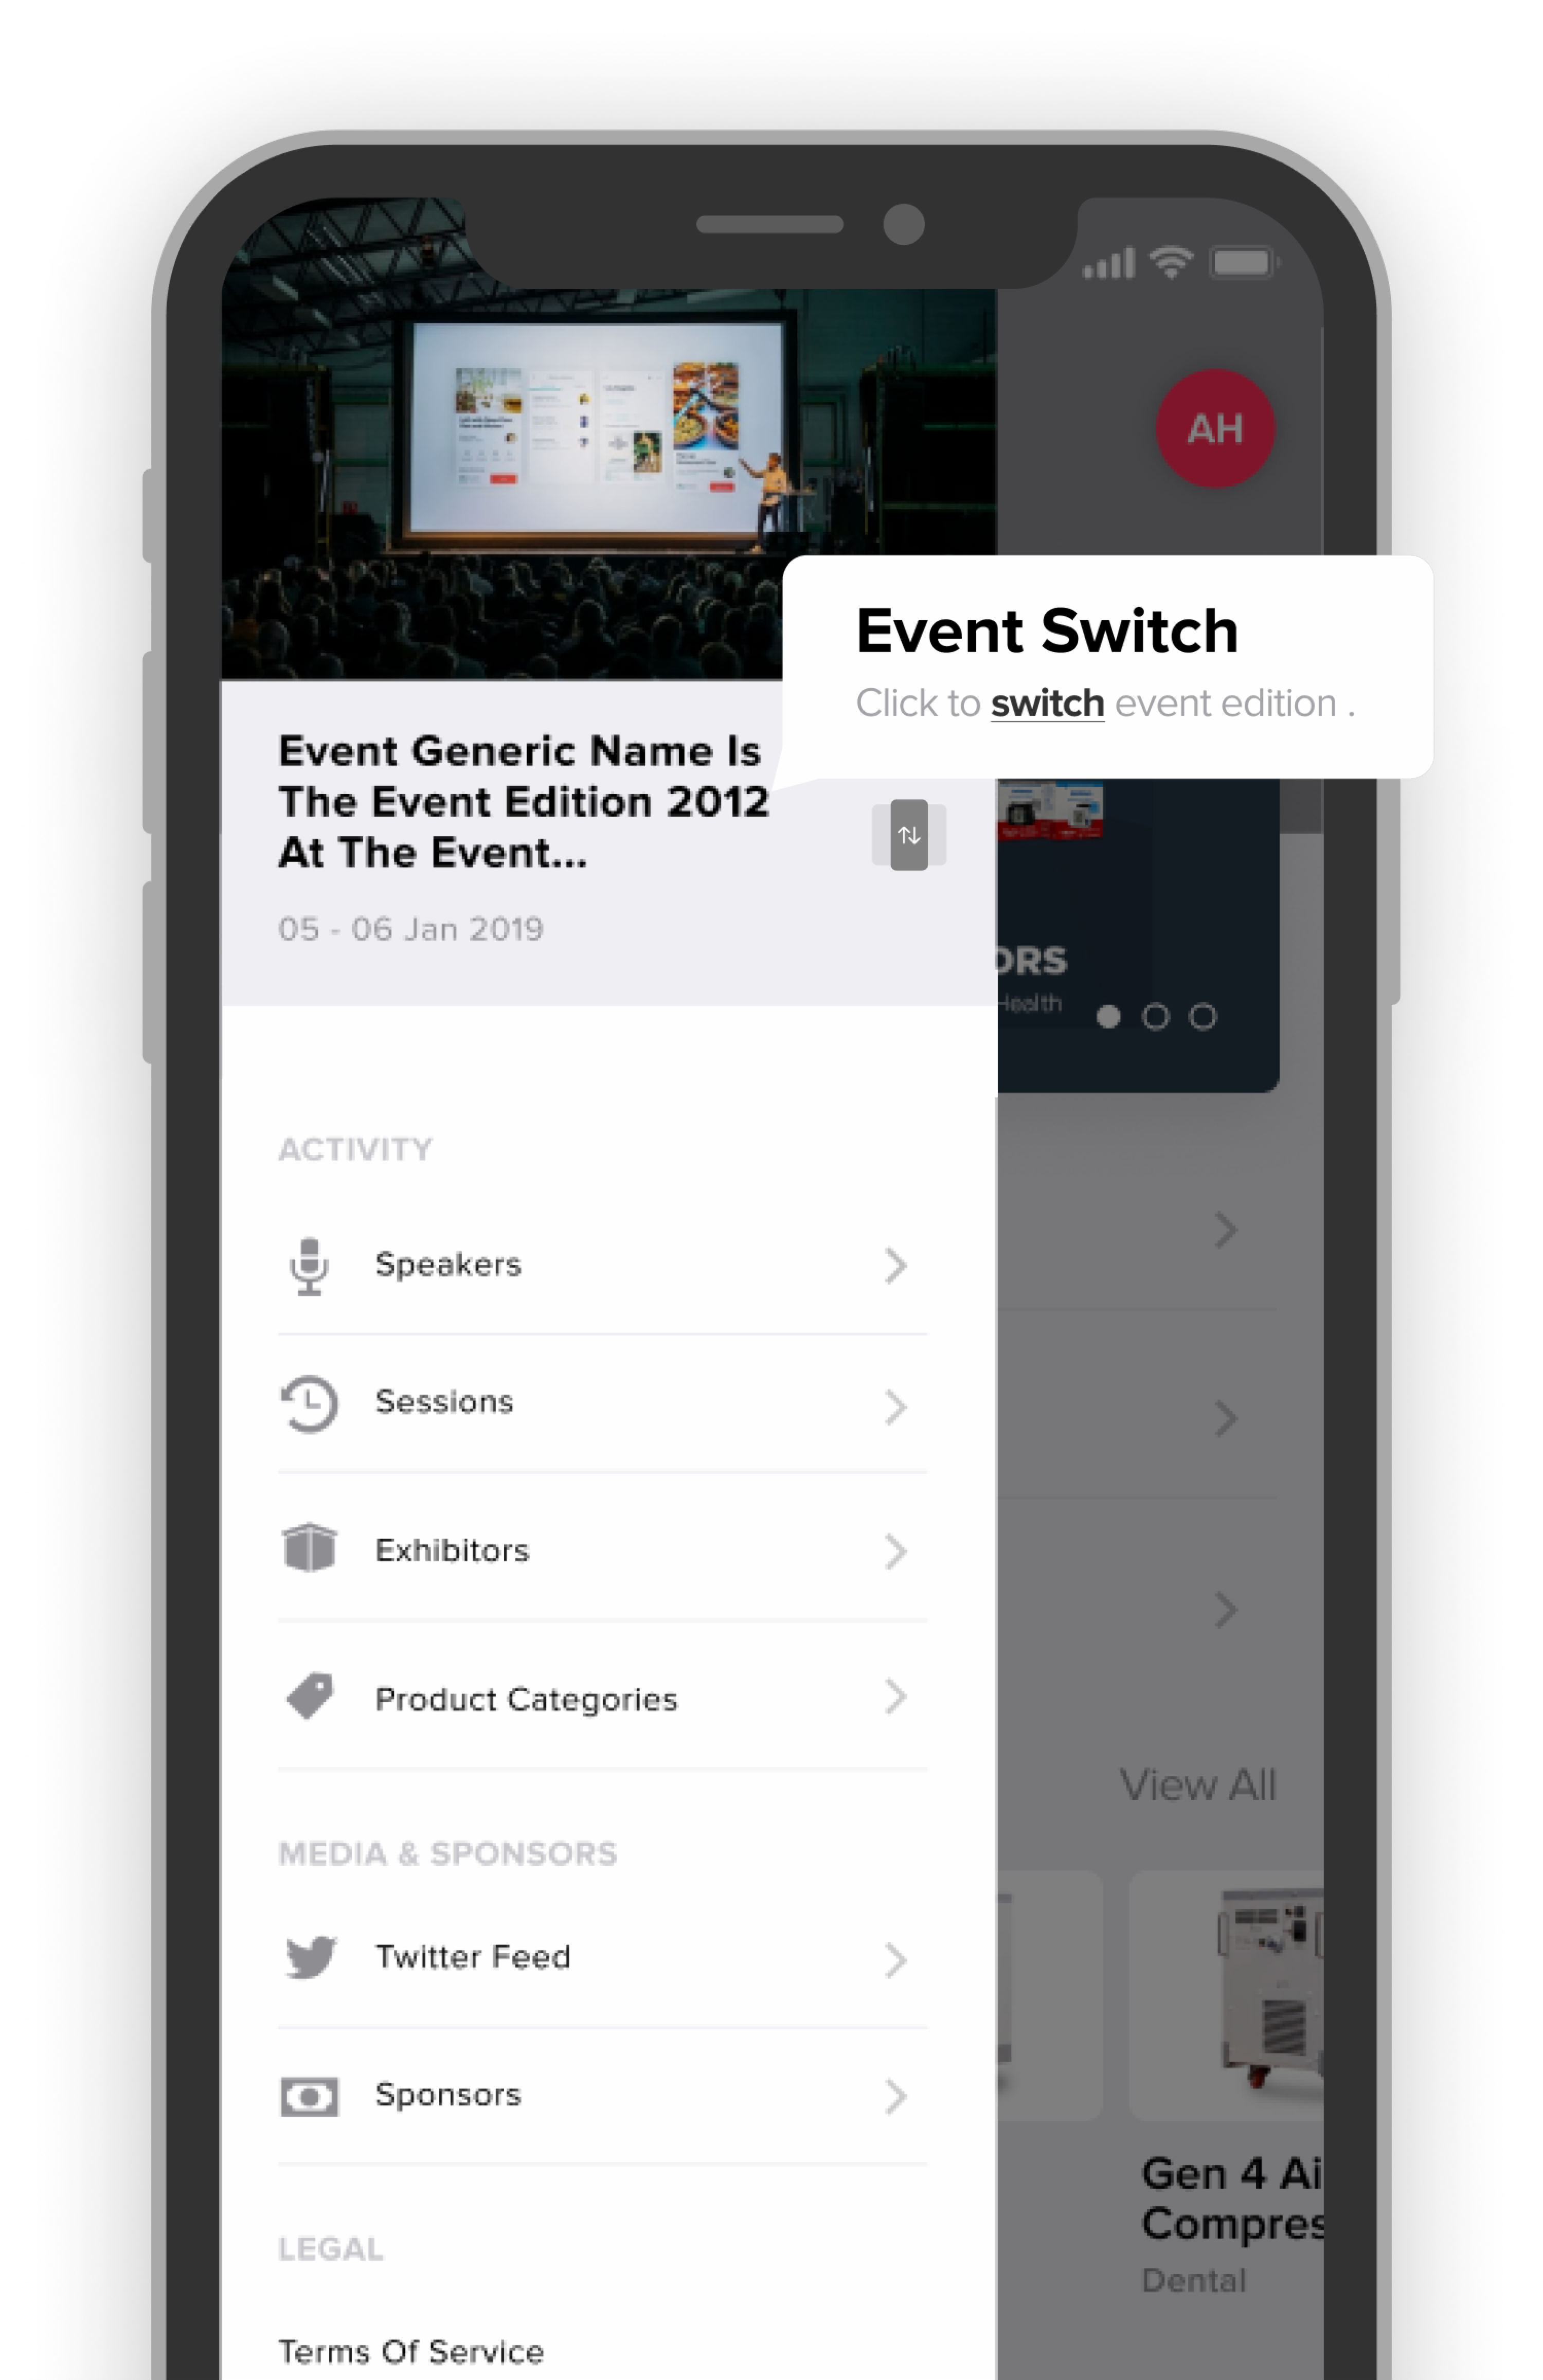 AH
Event Switch
Click to switch event edition .
Event Generic Name Is
The Event Edition 2012
At The Event...
05 - 06 Jan 2019
ORS
Health
ACTIVITY
Speakers
Sessions
Exhibitors
Product Categories
View All
MEDIA & SPONSORS
Twitter Feed
Sponsors
Gen 4 Ai
Compres
Dental
LEGAL
Terms Of Service